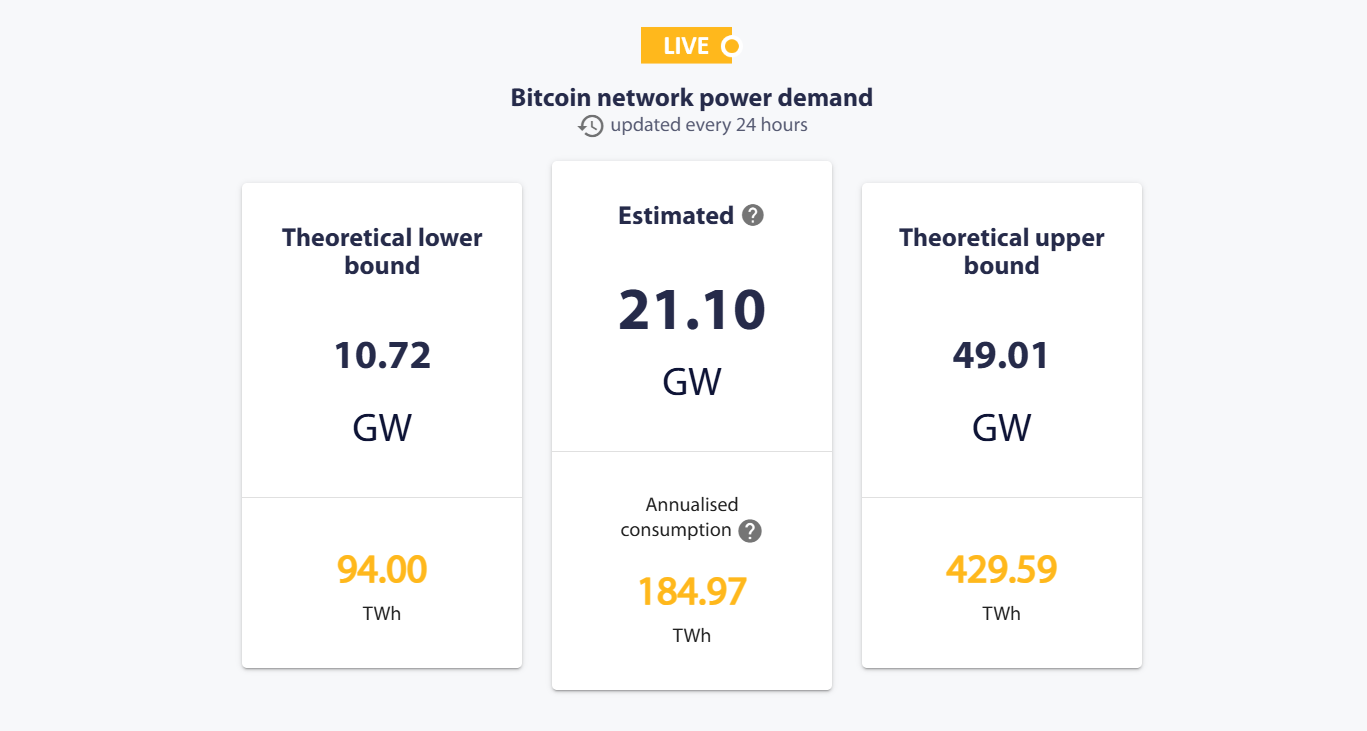 LIVE
Bitcoin network power demand
updated every 24 hours
Theoretical lower
bound
10.72
GW
94.00
TWh
Estimated ?
21.10
GW
Annualised
consumption ?
184.97
TWh
Theoretical upper
bound
49.01
GW
429.59
TWh